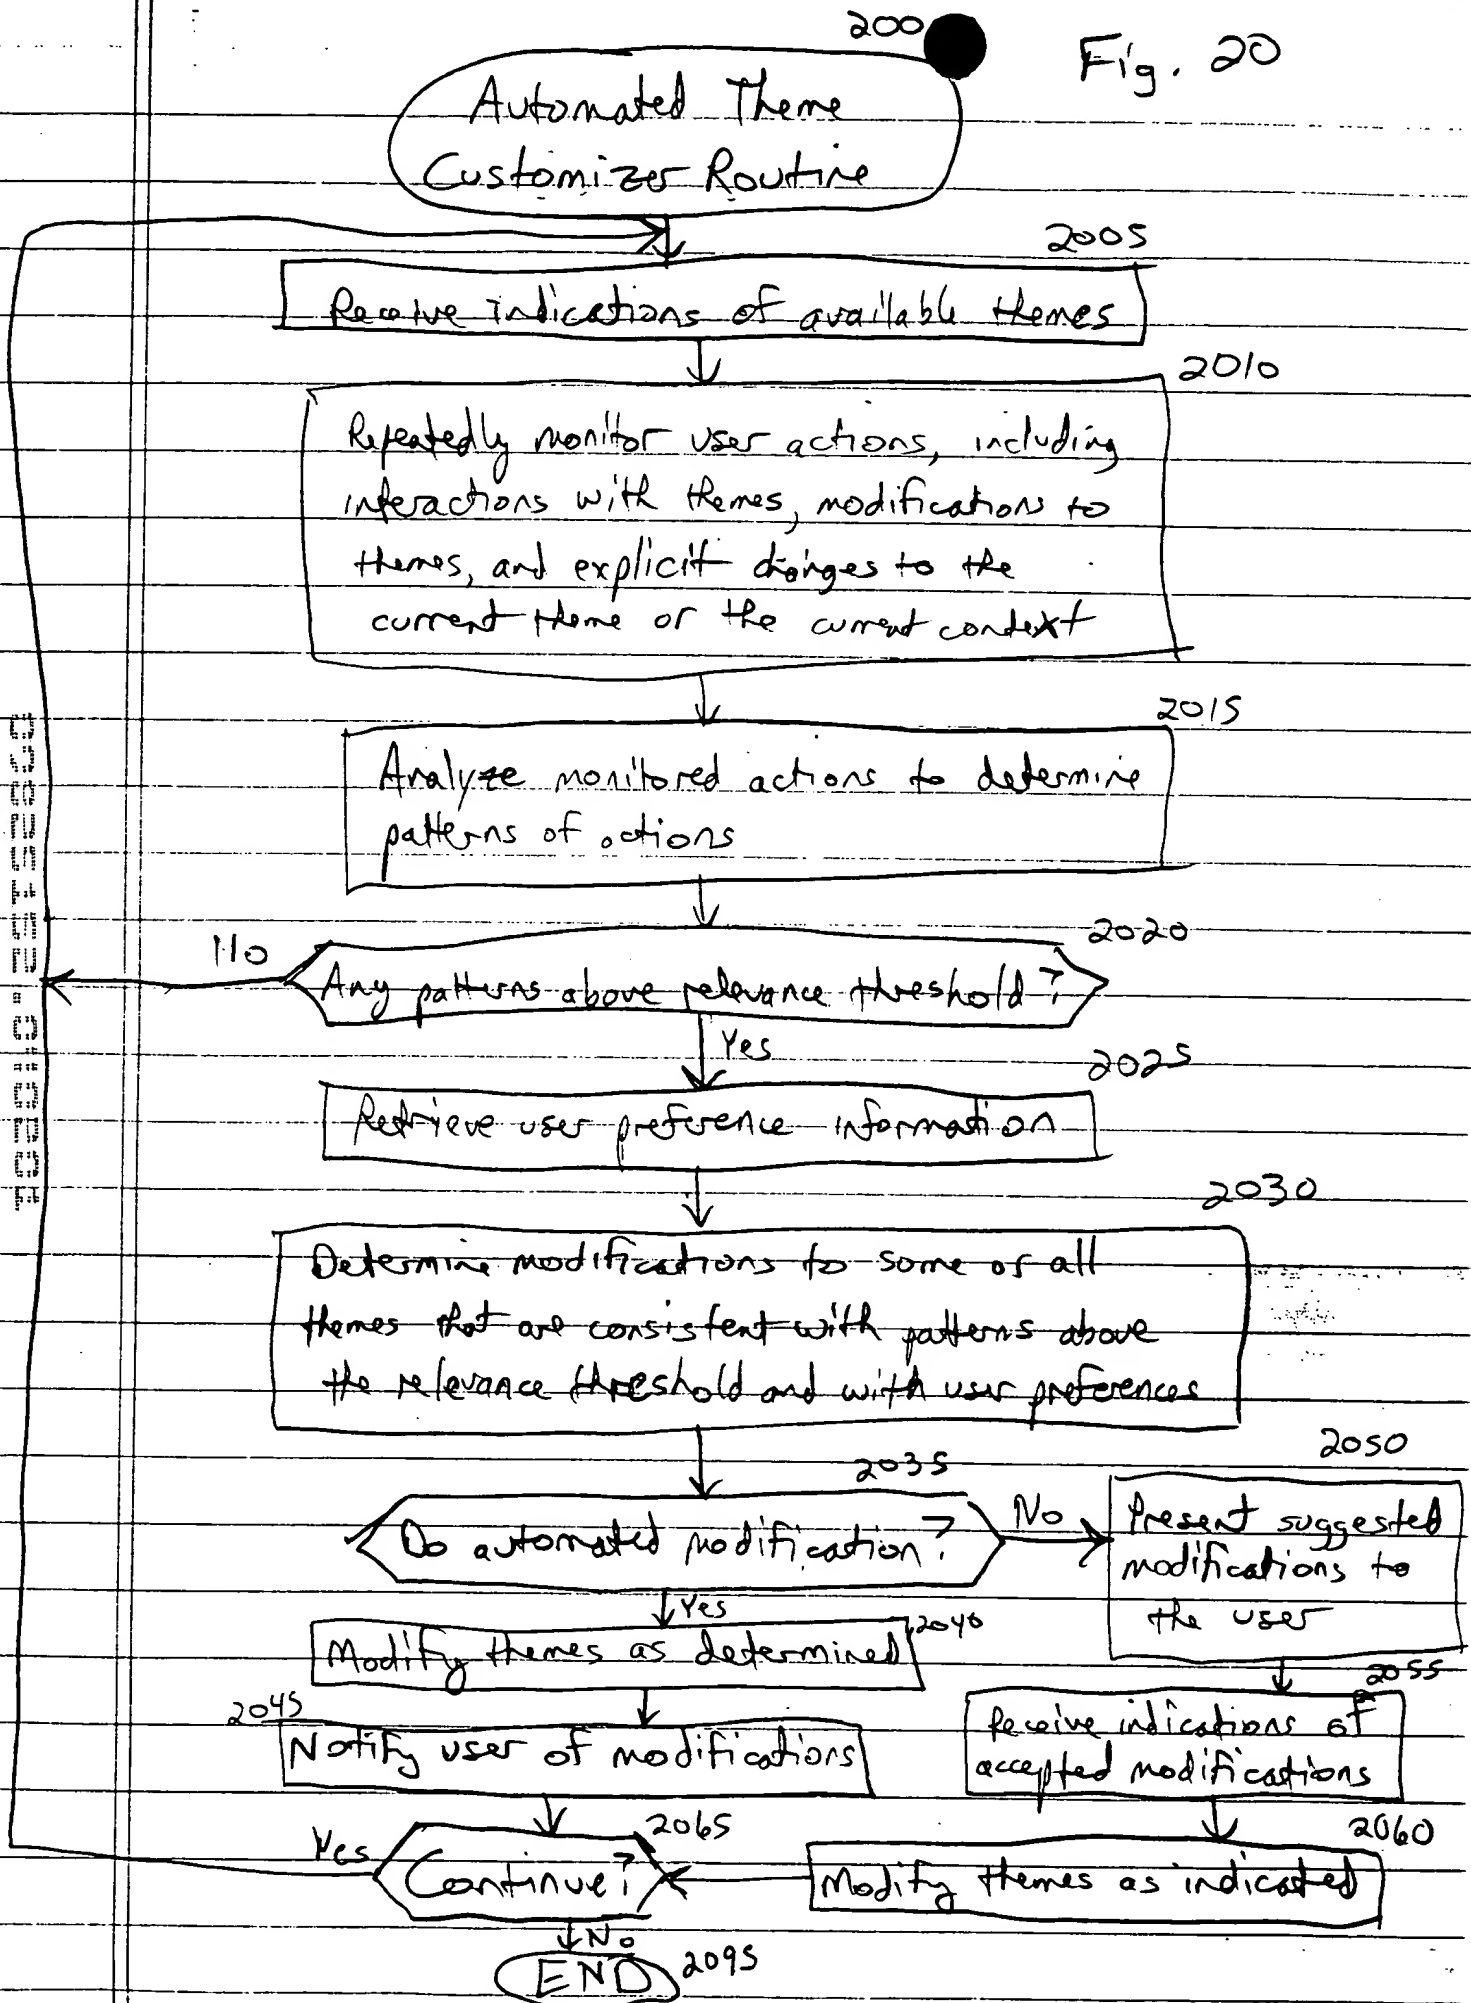 200
Fig. 20
Automated Theme
Customizer Routine
2005
Receive indications of available themes
2010
Repeatedly monitor user actions, including
interactions with themes, modifications to
themes, and explicit changes to the
current theme or the current context
2015
Analyze monitored actions to determine
patterns of actions
2020
No
Any patterns above relevance threshold?
Yes
2025
Retrieve user preference information
2030
Determine modifications to some or all
themes that are consistent with patterns above
the relevance threshold and with user preferences
2035
2050
Do automated modification?
No
Present suggested
modifications to
the user
Yes
2040
Modify themes as determined
2055
Receive indications of
accepted modifications
2045
Notify user of modifications
2065
2060
Yes
Continue?
Modify themes as indicated
No
END
2095